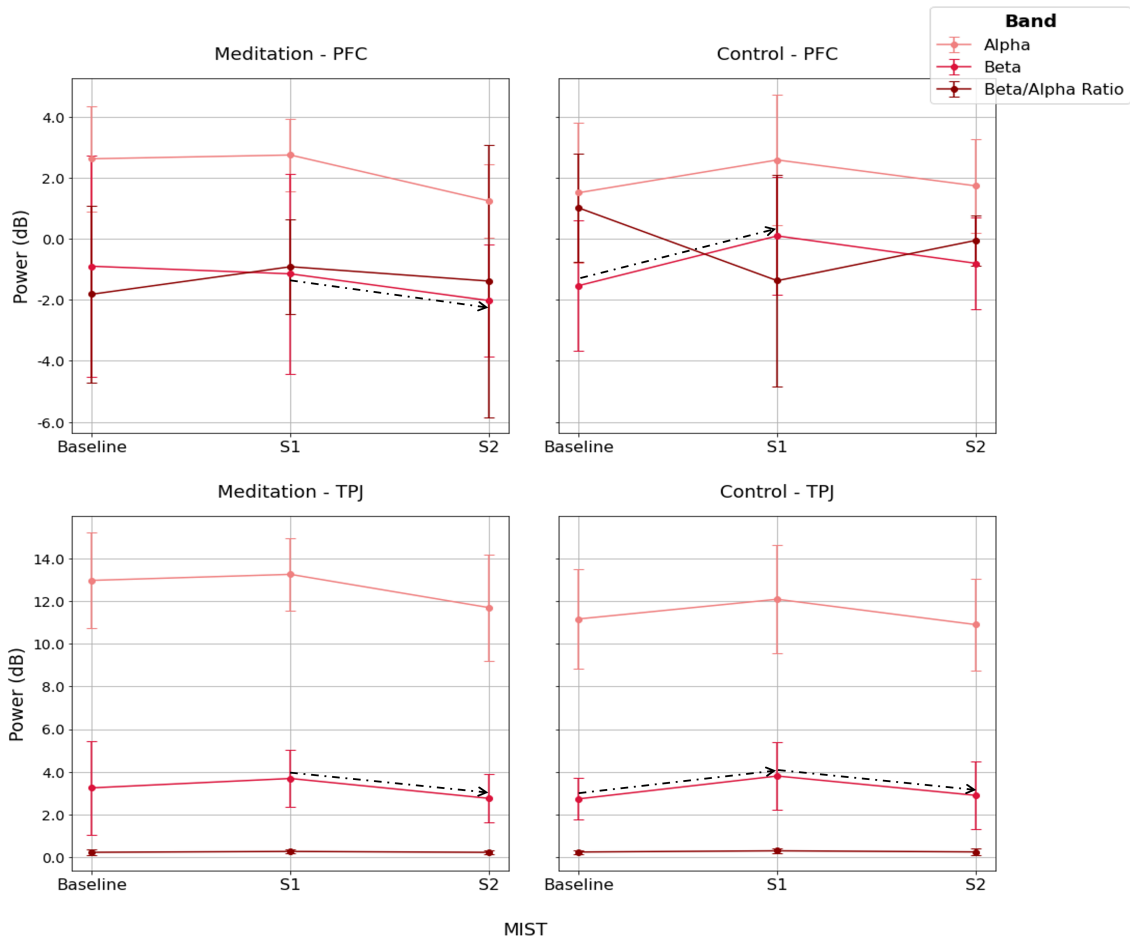 Band
Alpha
Beta
Beta/Alpha Ratio
Meditation - PFC
Control - PFC
Power (dB)
4.0
2.0
0.0
-2.0
-4.0
-6.0
Baseline
S1
S2
Baseline
S1
S2
Meditation - TPJ
Control - TPJ
Power (dB)
14.0
12.0
10.0
8.0
6.0
4.0
2.0
0.0
Baseline
S1
S2
Baseline
S1
S2
MIST